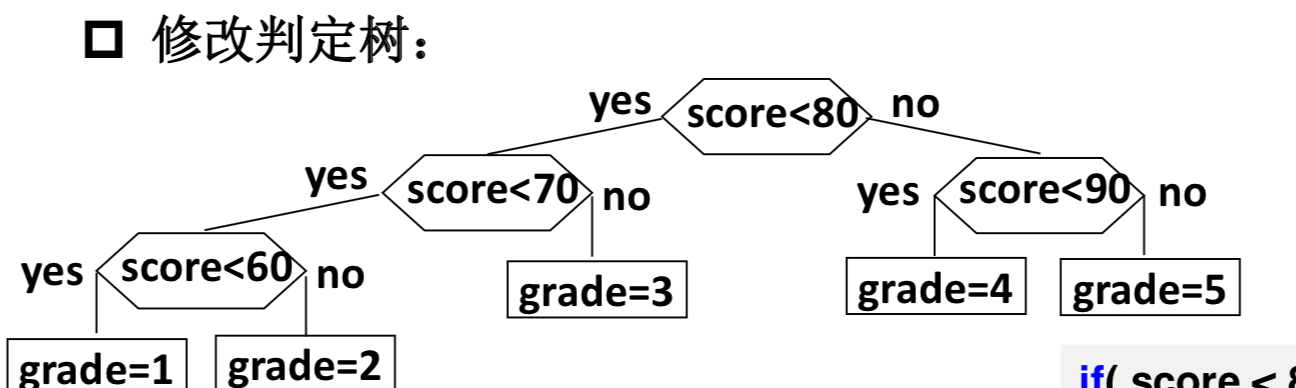 修改判定树：
yes score<80 no
yes score<70 no yes score<90 no
yes score<60 no grade=3 grade=4 grade=5
grade=1 grade=2
if( score < 8